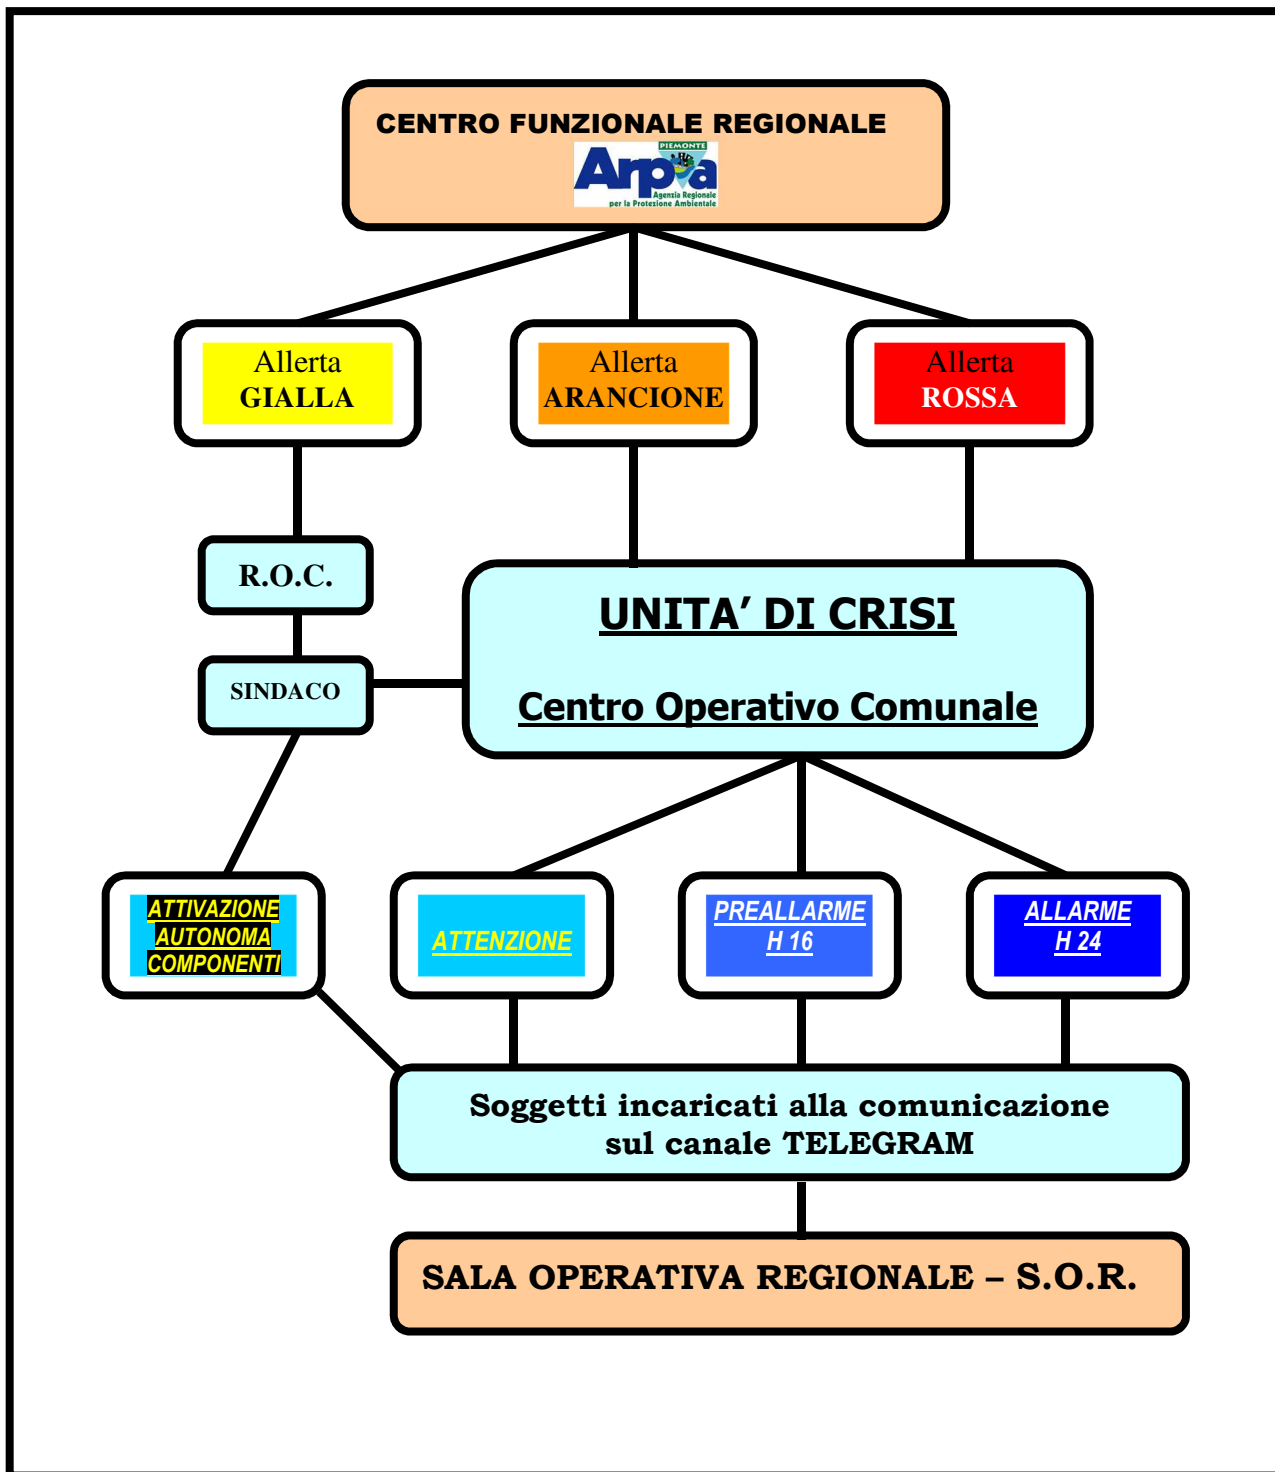 CENTRO FUNZIONALE REGIONALE
PIEMONTE
Arpa
Agenzia Regionale
per la Protezione Ambientale
Allerta
GIALLA
Allerta
ARANCIONE
Allerta
ROSSA
R.O.C.
SINDACO
UNITA’ DI CRISI
Centro Operativo Comunale
ATTIVAZIONE
AUTONOMA
COMPONENTI
ATTENZIONE
PREALLARME
H 16
ALLARME
H 24
Soggetti incaricati alla comunicazione
sul canale TELEGRAM
SALA OPERATIVA REGIONALE – S.O.R.